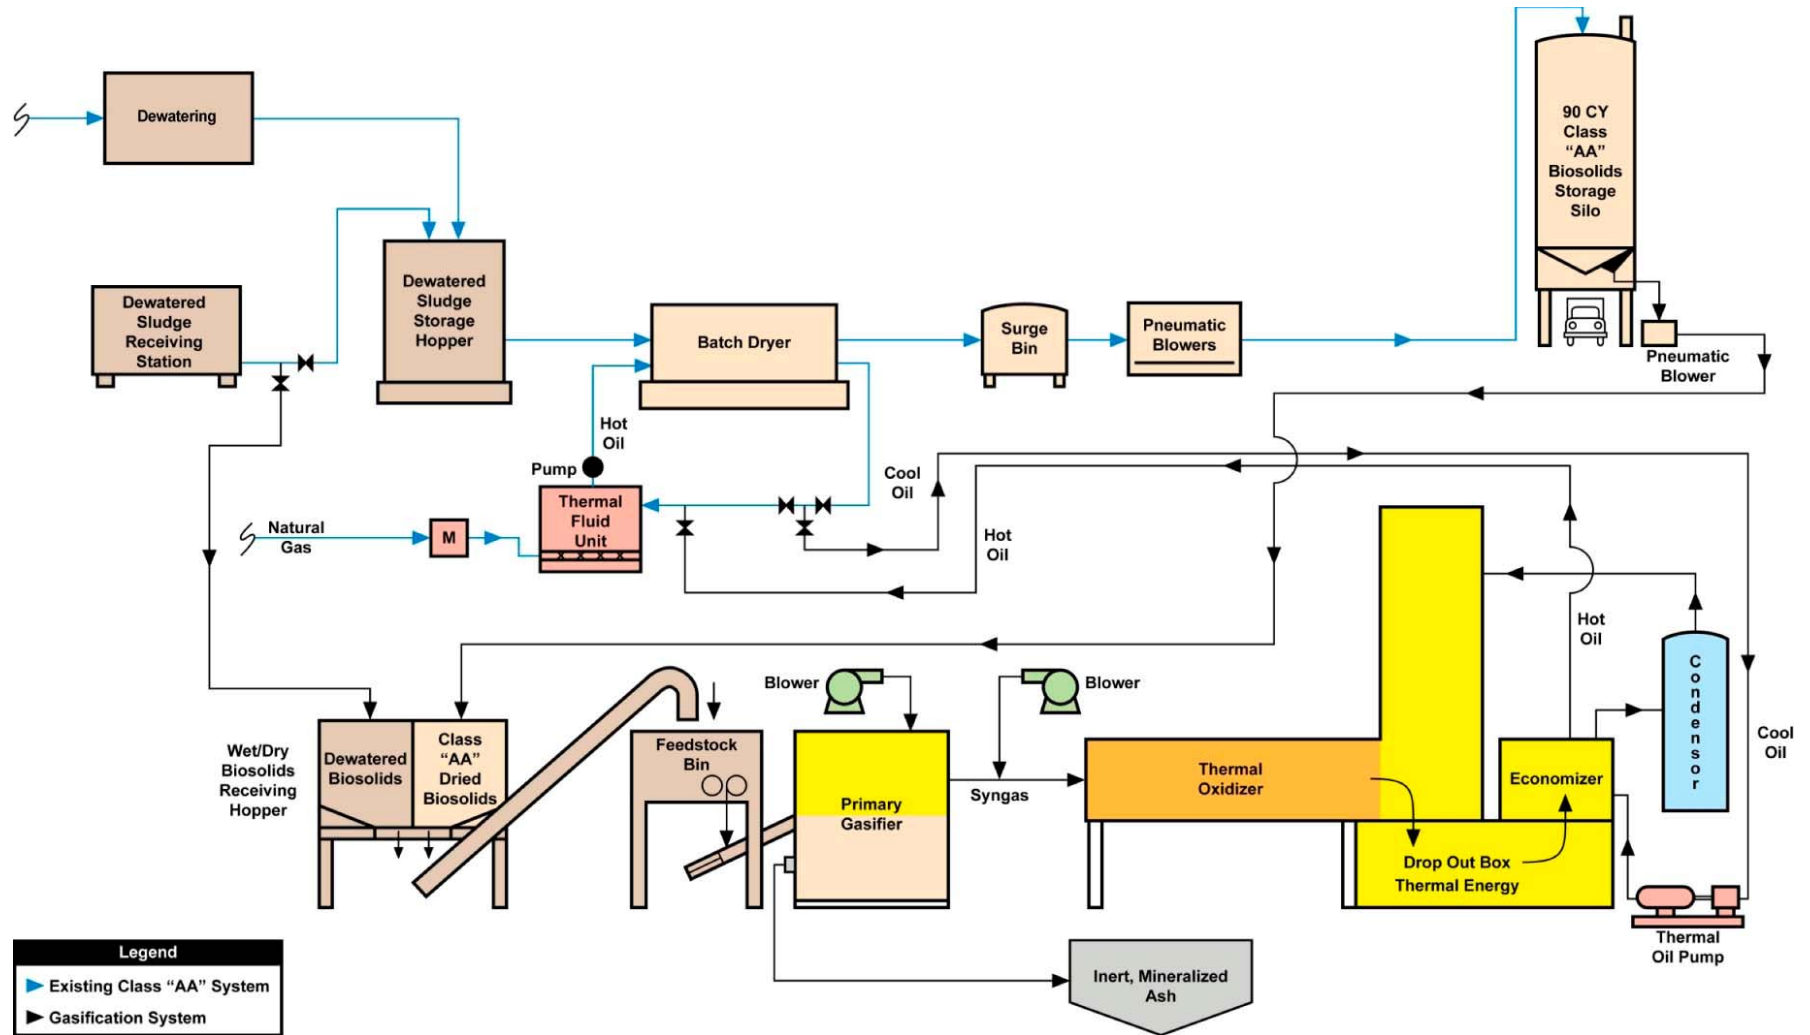 Dewatering
90 CY
Class
“AA”
Biosolids
Storage
Silo
Dewatered
Sludge
Receiving
Station
Dewatered
Sludge
Storage
Hopper
Batch Dryer
Surge
Bin
Pneumatic
Blowers
Pneumatic
Blower
Hot
Oil
Pump
Thermal
Fluid
Unit
Natural
Gas
M
Cool
Oil
Hot
Oil
Hot
Oil
Condensor
Cool
Oil
Wet/Dry
Biosolids
Receiving
Hopper
Dewatered
Biosolids
Class
“AA”
Dried
Biosolids
Feedstock
Bin
Blower
Blower
Primary
Gasifier
Syngas
Thermal
Oxidizer
Economizer
Drop Out Box
Thermal Energy
Thermal
Oil Pump
Inert, Mineralized
Ash
Legend
Existing Class “AA” System
Gasification System